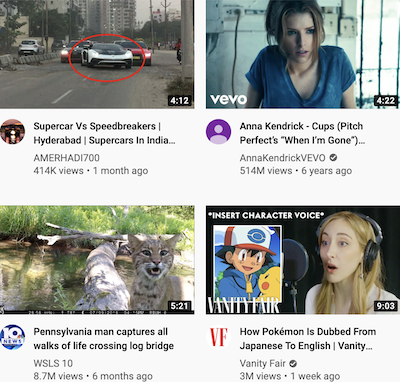 4:12
Supercar Vs Speedbreakers |
Hyderabad | Supercars In India...
AMERHADI700
414K views • 1 month ago
vevo
4:22
Anna Kendrick - Cups (Pitch
Perfect's “When I'm Gone”)...
AnnaKendrickVEVO
514M views • 6 years ago
5:21
10
NEWS
Pennsylvania man captures all
walks of life crossing log bridge
WSLS 10
8.7M views • 6 months ago
*INSERT CHARACTER VOICE*
VANITY FAIR
9:03
VF
How Pokémon Is Dubbed From
Japanese To English | Vanity...
Vanity Fair
3M views • 1 week ago